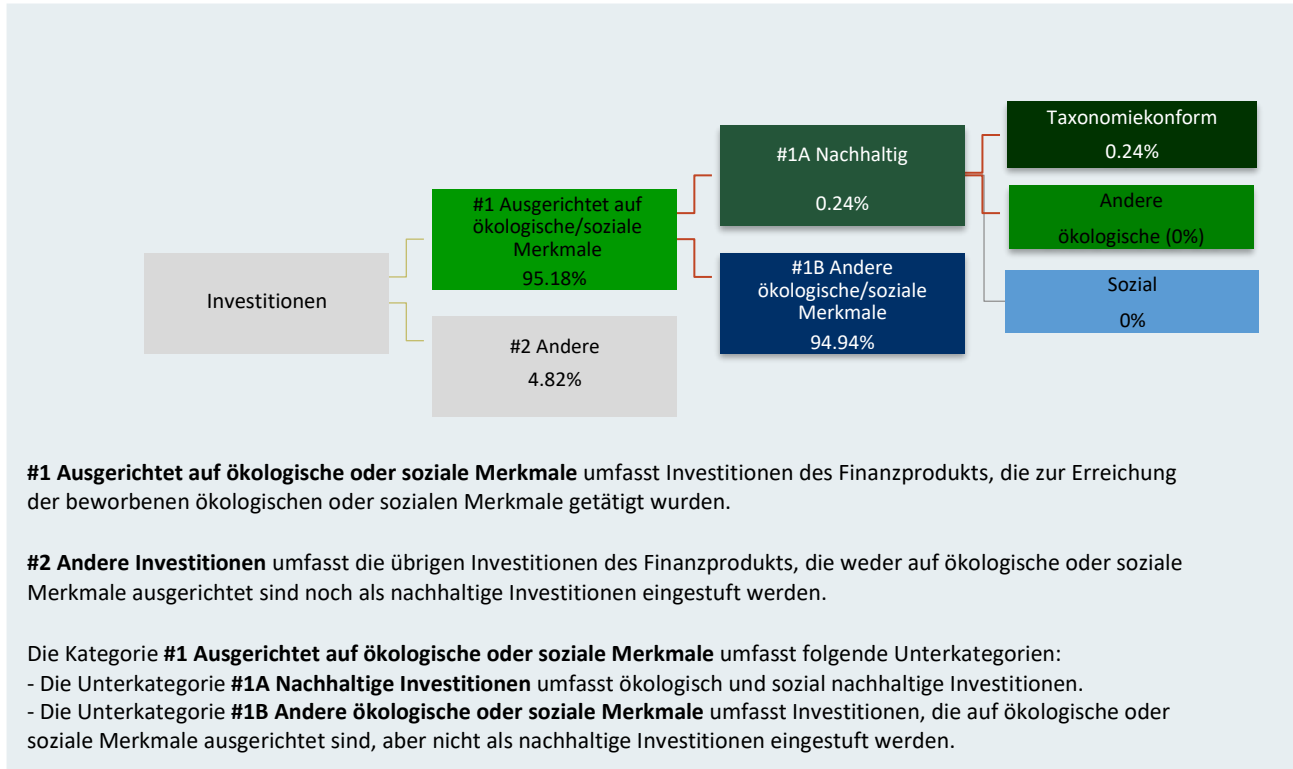 Investitionen
#1 Ausgerichtet auf
ökologische/soziale
Merkmale
95.18%
#2 Andere
4.82%
#1A Nachhaltig
0.24%
#1B Andere
ökologische/soziale
Merkmale
94.94%
Taxonomiekonform
0.24%
Andere
ökologische (0%)
Sozial
0%
#1 Ausgerichtet auf ökologische oder soziale Merkmale umfasst Investitionen des Finanzprodukts, die zur Erreichung
der beworbenen ökologischen oder sozialen Merkmale getätigt wurden.
#2 Andere Investitionen umfasst die übrigen Investitionen des Finanzprodukts, die weder auf ökologische oder soziale
Merkmale ausgerichtet sind noch als nachhaltige Investitionen eingestuft werden.
Die Kategorie #1 Ausgerichtet auf ökologische oder soziale Merkmale umfasst folgende Unterkategorien:
- Die Unterkategorie #1A Nachhaltige Investitionen umfasst ökologisch und sozial nachhaltige Investitionen.
- Die Unterkategorie #1B Andere ökologische oder soziale Merkmale umfasst Investitionen, die auf ökologische oder
soziale Merkmale ausgerichtet sind, aber nicht als nachhaltige Investitionen eingestuft werden.